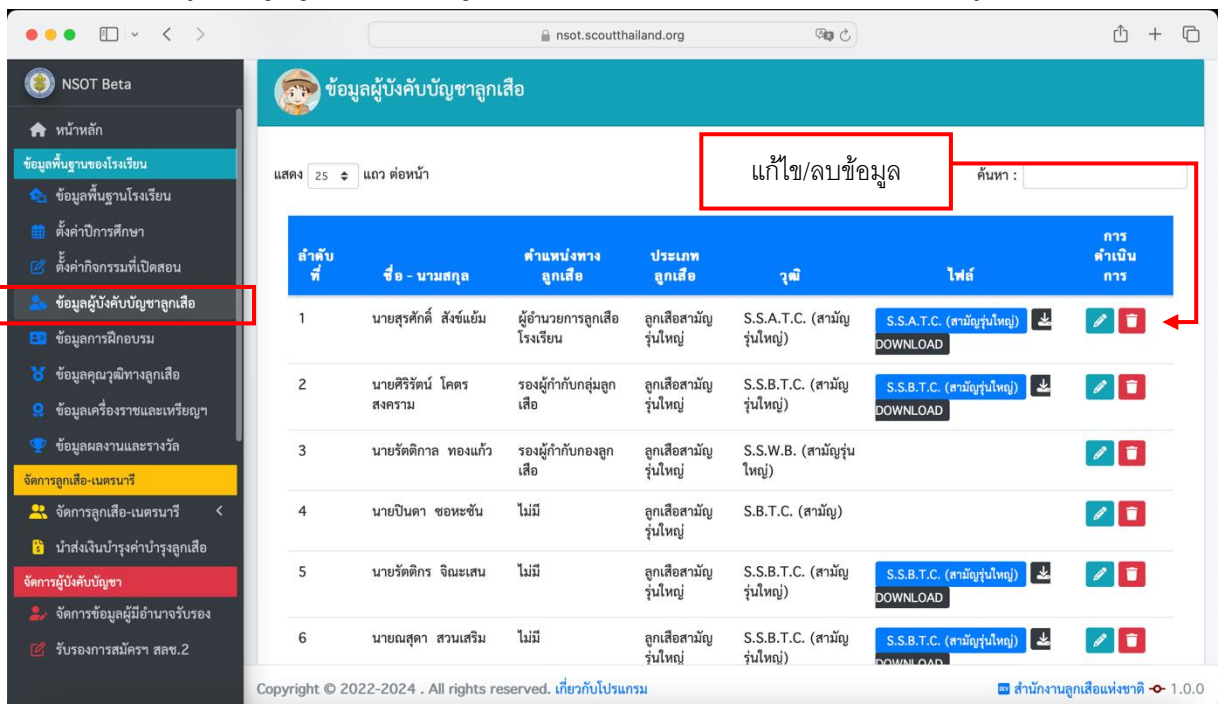 nsot.scoutthailand.org
NSOT Beta
หน้าหลัก
ข้อมูลพื้นฐานของโรงเรียน
ข้อมูลพื้นฐานโรงเรียน
ตั้งค่าปีการศึกษา
ตั้งค่ากิจกรรมที่เปิดสอน
ข้อมูลผู้บังคับบัญชาลูกเสือ
ข้อมูลการฝึกอบรม
ข้อมูลคุณวุฒิทางลูกเสือ
ข้อมูลเครื่องราชและเหรียญฯ
ข้อมูลผลงานและรางวัล
จัดการลูกเสือ-เนตรนารี
จัดการลูกเสือ-เนตรนารี
นำส่งเงินบำรุงค่าบำรุงลูกเสือ
จัดการผู้บังคับบัญชา
จัดการข้อมูลผู้มีอำนาจรับรอง
รับรองการสมัครฯ สลช.2
ข้อมูลผู้บังคับบัญชาลูกเสือ
แสดง 25 แถว ต่อหน้า
แก้ไข/ลบข้อมูล
ค้นหา :
ลำดับที่ ชื่อ - นามสกุล ตำแหน่งทางลูกเสือ ประเภทลูกเสือ วุฒิ ไฟล์ การดำเนินการ
1 นายสุรศักดิ์ สังข์แย้ม ผู้อำนวยการลูกเสือ ลูกเสือสามัญ S.S.A.T.C. (สามัญ S.S.A.T.C. (สามัญรุ่นใหญ่)
โรงเรียน รุ่นใหญ่ รุ่นใหญ่) DOWNLOAD
2 นายศิริรัตน์ โคตร รองผู้กำกับกลุ่มลูก ลูกเสือสามัญ S.S.B.T.C. (สามัญ S.S.B.T.C. (สามัญรุ่นใหญ่)
สงคราม เสือ รุ่นใหญ่ รุ่นใหญ่) DOWNLOAD
3 นายรัตติกาล ทองแก้ว รองผู้กำกับกองลูก ลูกเสือสามัญ S.S.W.B. (สามัญรุ่น
เสือ รุ่นใหญ่ ใหญ่)
4 นายปินดา ซอหะซัน ไม่มี ลูกเสือสามัญ S.B.T.C. (สามัญ)
รุ่นใหญ่
5 นายรัตติกร จิณะเสน ไม่มี ลูกเสือสามัญ S.S.B.T.C. (สามัญ S.S.B.T.C. (สามัญรุ่นใหญ่)
รุ่นใหญ่ รุ่นใหญ่) DOWNLOAD
6 นายณสุดา สวนเสริม ไม่มี ลูกเสือสามัญ S.S.B.T.C. (สามัญ S.S.B.T.C. (สามัญรุ่นใหญ่)
รุ่นใหญ่ รุ่นใหญ่) DOWNLOAD
Copyright © 2022-2024 . All rights reserved. เกี่ยวกับโปรแกรม สำนักงานลูกเสือแห่งชาติ 1.0.0